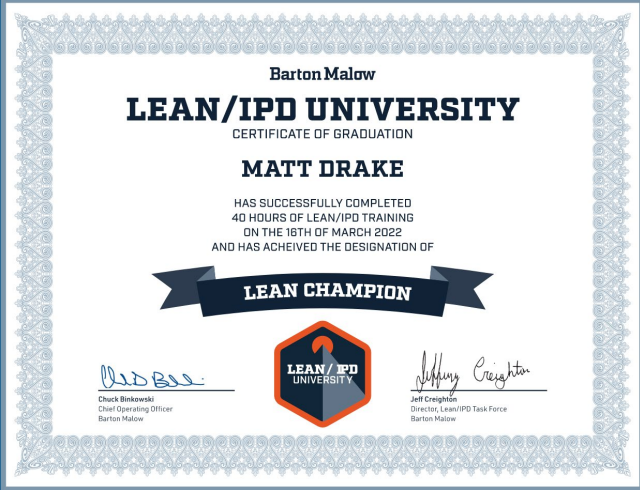 Barton Malow
LEAN/IPD UNIVERSITY
CERTIFICATE OF GRADUATION
MATT DRAKE
HAS SUCCESSFULLY COMPLETED
40 HOURS OF LEAN/IPD TRAINING
ON THE 16TH OF MARCH 2022
AND HAS ACHEIVED THE DESIGNATION OF
LEAN CHAMPION
LEAN/IPD
UNIVERSITY
Chuck Binkowski
Chief Operating Officer
Barton Malow
Jeffery Creighton
Jeff Creighton
Director, Lean/IPD Task Force
Barton Malow